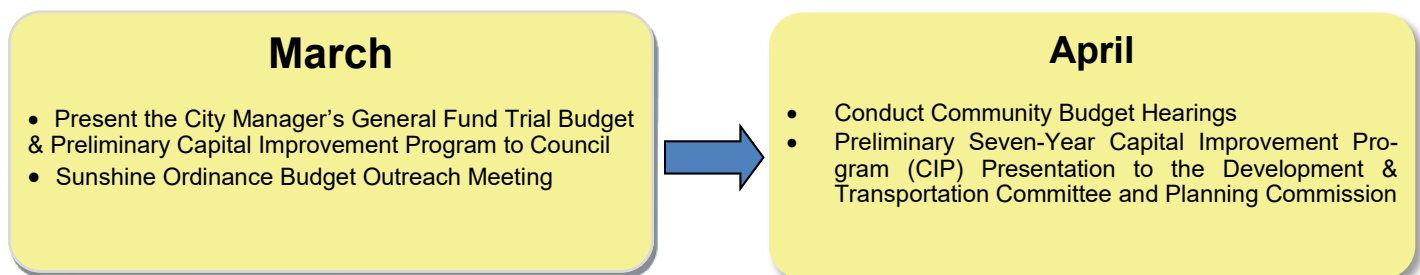 March
• Present the City Manager’s General Fund Trial Budget
& Preliminary Capital Improvement Program to Council
• Sunshine Ordinance Budget Outreach Meeting
April
• Conduct Community Budget Hearings
• Preliminary Seven-Year Capital Improvement Pro-
gram (CIP) Presentation to the Development &
Transportation Committee and Planning Commission